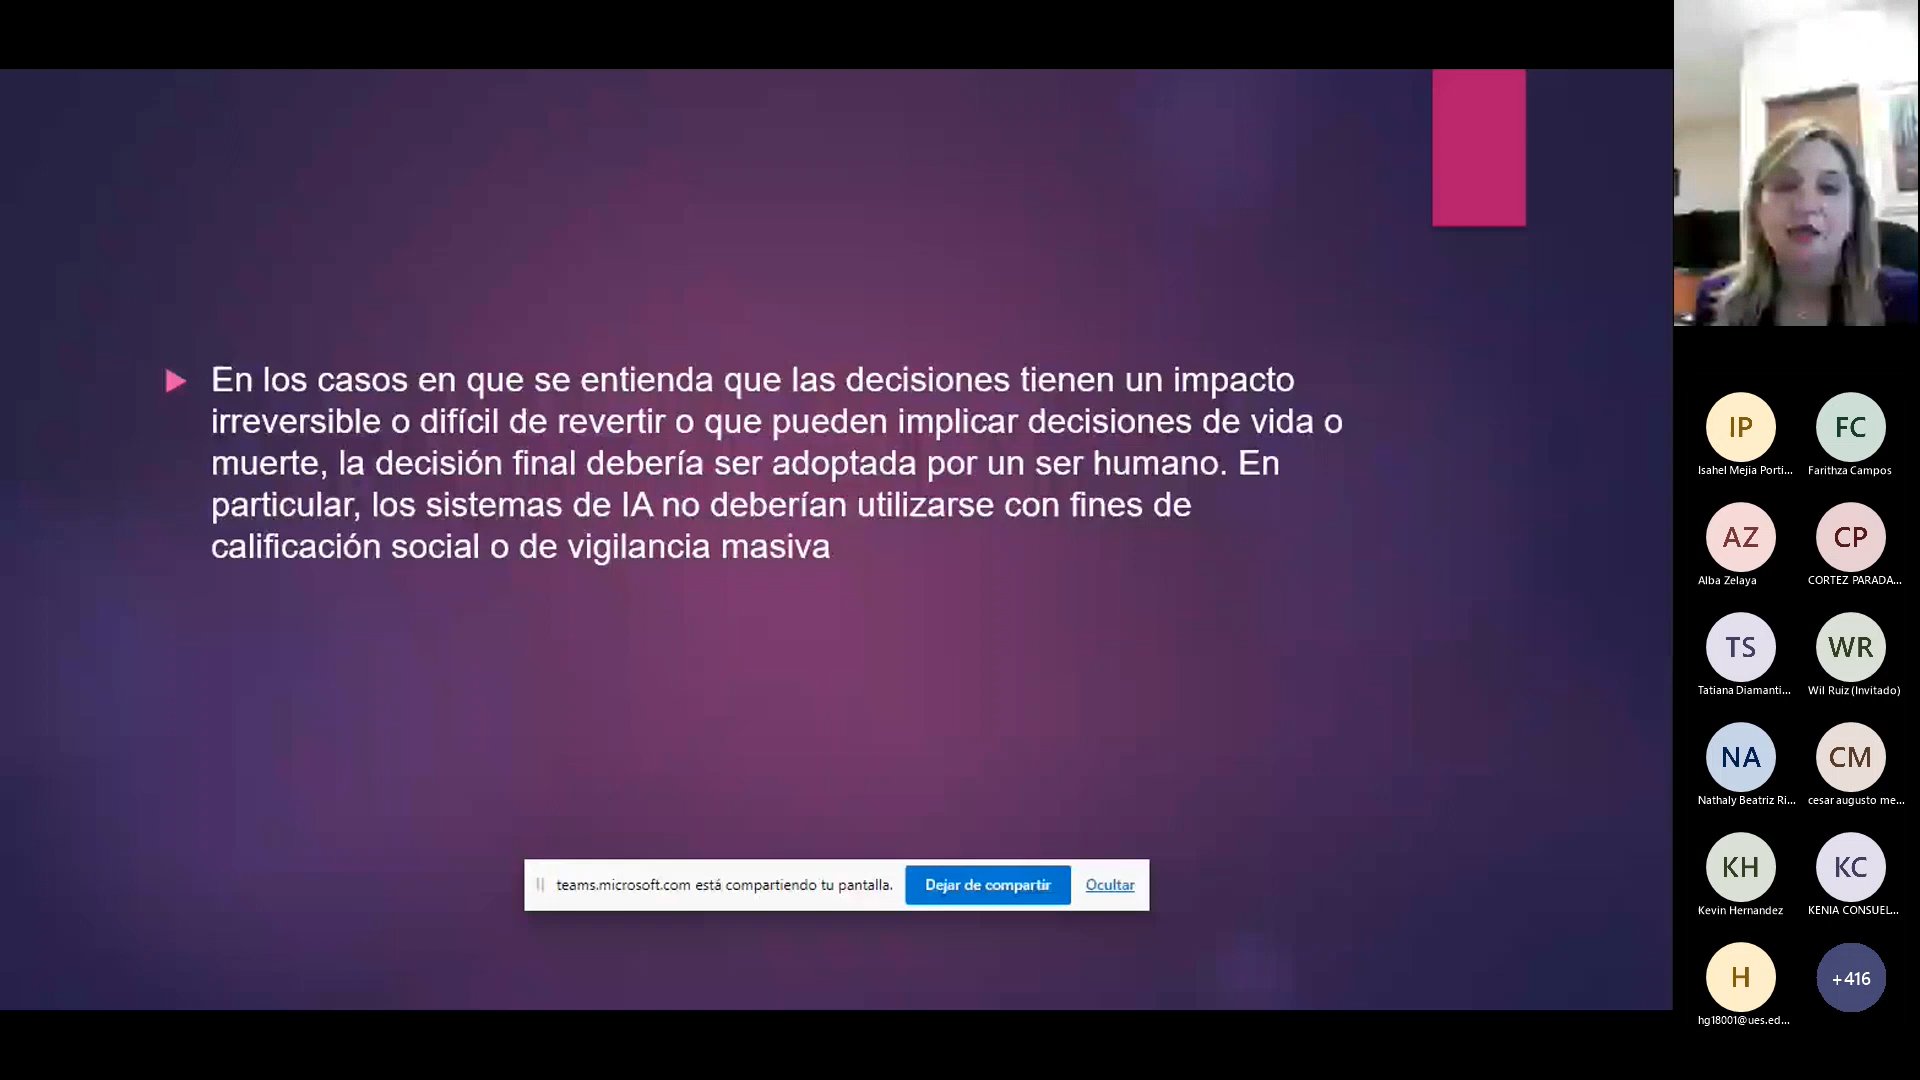 En los casos en que se entienda que las decisiones tienen un impacto
irreversible o difícil de revertir o que pueden implicar decisiones de vida o
muerte, la decisión final debería ser adoptada por un ser humano. En
particular, los sistemas de IA no deberían utilizarse con fines de
calificación social o de vigilancia masiva
teams.microsoft.com está compartiendo tu pantalla.
Dejar de compartir
Ocultar
IP
FC
Isahel Mejia Porti...
Farithza Campos
AZ
CP
Alba Zelaya
CORTEZ PARADA...
TS
WR
Tatiana Diamanti...
Wil Ruiz (Invitado)
NA
CM
Nathaly Beatriz Ri...
cesar augusto me...
KH
KC
Kevin Hernandez
KENIA CONSUEL...
H
+416
hg18001@ues.ed...